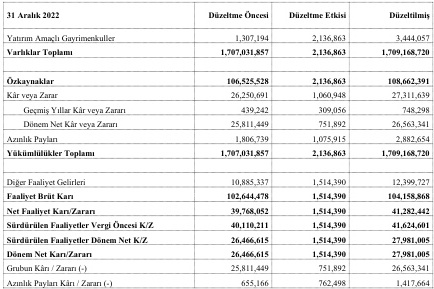 31 Aralık 2022 Düzeltme Öncesi Düzeltme Etkisi Düzeltilmiş
Yatırım Amaçlı Gayrimenkuller 1,307,194 2,136,863 3,444,057
Varlıklar Toplamı 1,707,031,857 2,136,863 1,709,168,720
Özkaynaklar 106,525,528 2,136,863 108,662,391
Kâr veya Zarar 26,250,691 1,060,948 27,311,639
Geçmiş Yıllar Kâr veya Zararı 439,242 309,056 748,298
Dönem Net Kâr veya Zararı 25,811,449 751,892 26,563,341
Azınlık Payları 1,806,739 1,075,915 2,882,654
Yükümlülükler Toplamı 1,707,031,857 2,136,863 1,709,168,720
Diğer Faaliyet Gelirleri 10,885,337 1,514,390 12,399,727
Faaliyet Brüt Karı 102,644,478 1,514,390 104,158,868
Net Faaliyet Karı/Zararı 39,768,052 1,514,390 41,282,442
Sürdürülen Faaliyetler Vergi Öncesi K/Z 40,110,211 1,514,390 41,624,601
Sürdürülen Faaliyetler Dönem Net K/Z 26,466,615 1,514,390 27,981,005
Dönem Net Karı/Zararı 26,466,615 1,514,390 27,981,005
Grubun Kârı / Zararı (-) 25,811,449 751,892 26,563,341
Azınlık Payları Kârı / Zararı (-) 655,166 762,498 1,417,664